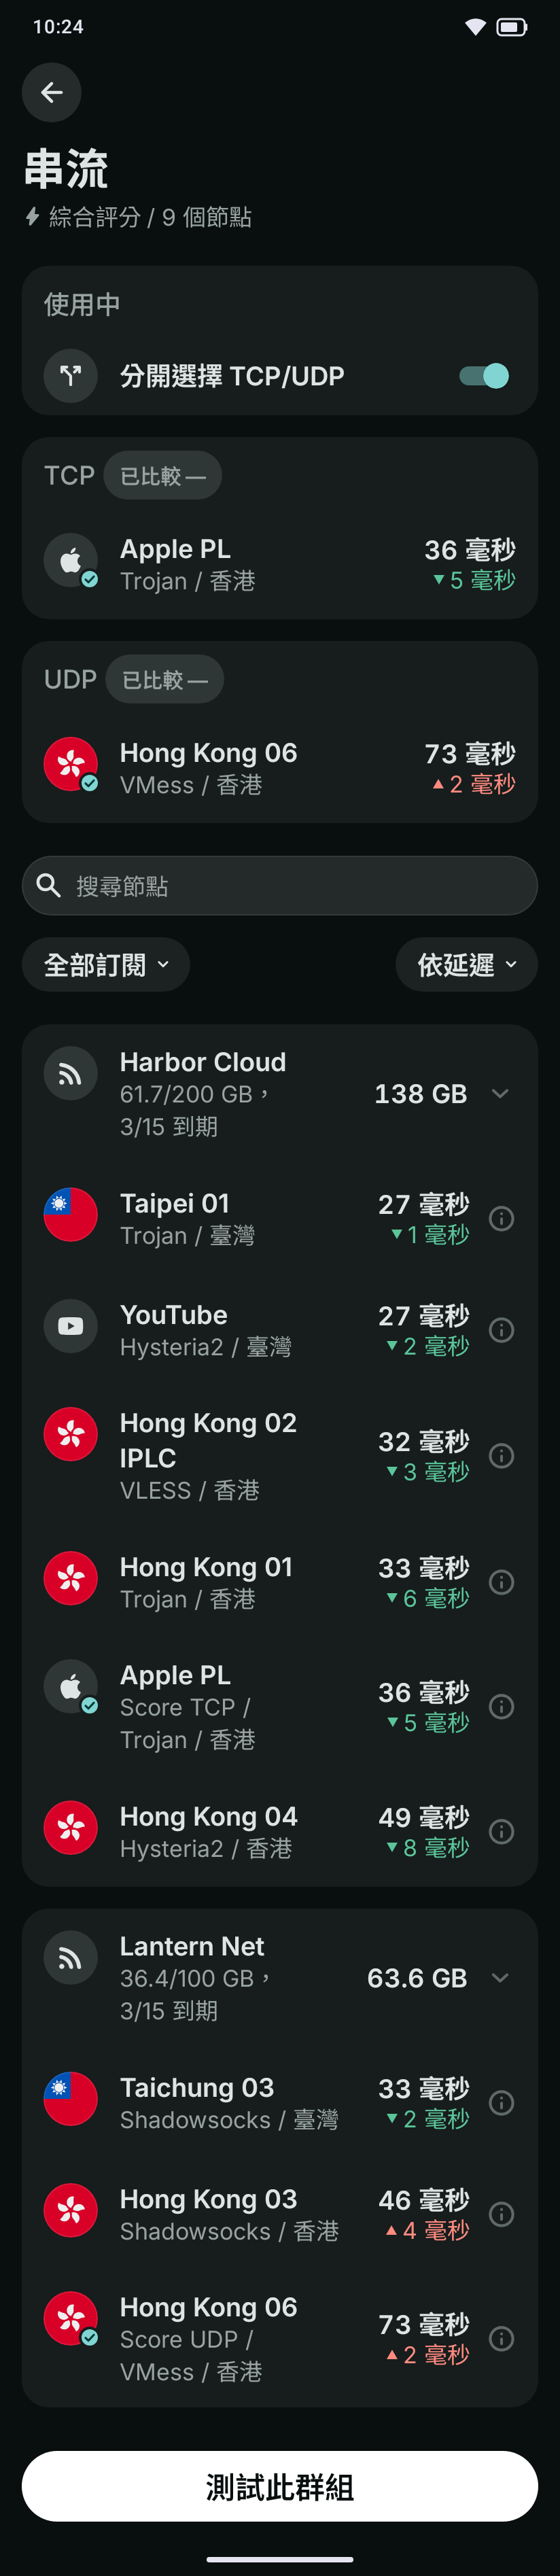 10:24
串流
綜合評分 / 9 個節點
使用中
分開選擇 TCP/UDP
TCP 已比較 —
Apple PL
36 毫秒
Trojan / 香港
▼5 毫秒
UDP 已比較 —
Hong Kong 06
73 毫秒
VMess / 香港
▲2 毫秒
搜尋節點
全部訂閱
依延遲
Harbor Cloud
61.7/200 GB，
3/15 到期
138 GB
Taipei 01
27 毫秒
Trojan / 臺灣
▼1 毫秒
YouTube
27 毫秒
Hysteria2 / 臺灣
▼2 毫秒
Hong Kong 02
IPLC
32 毫秒
VLESS / 香港
▼3 毫秒
Hong Kong 01
33 毫秒
Trojan / 香港
▼6 毫秒
Apple PL
36 毫秒
Score TCP /
Trojan / 香港
▼5 毫秒
Hong Kong 04
49 毫秒
Hysteria2 / 香港
▼8 毫秒
Lantern Net
36.4/100 GB，
3/15 到期
63.6 GB
Taichung 03
33 毫秒
Shadowsocks / 臺灣
▼2 毫秒
Hong Kong 03
46 毫秒
Shadowsocks / 香港
▲4 毫秒
Hong Kong 06
73 毫秒
Score UDP /
VMess / 香港
▲2 毫秒
測試此群組